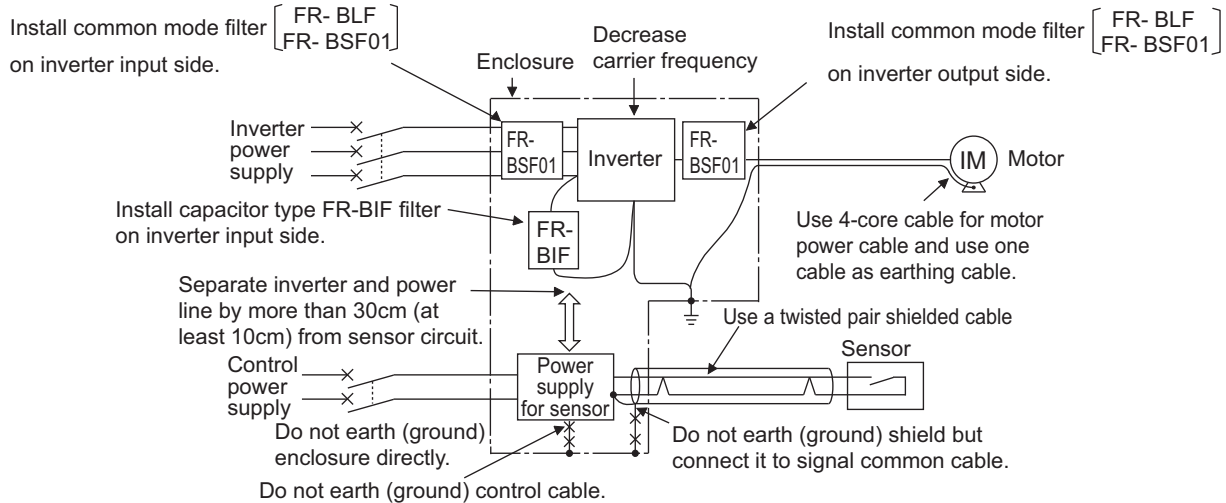 Install common mode filter [FR- BLF
FR- BSF01]
on inverter input side.
Enclosure
Decrease
carrier frequency
Install common mode filter [FR- BLF
FR- BSF01]
on inverter output side.
Inverter
power
supply
FR-
BSF01
Inverter
FR-
BSF01
IM
Motor
Install capacitor type FR-BIF filter
on inverter input side.
FR-
BIF
Use 4-core cable for motor
power cable and use one
cable as earthing cable.
Separate inverter and power
line by more than 30cm (at
least 10cm) from sensor circuit.
Use a twisted pair shielded cable
Sensor
Control
power
supply
Power
supply
for sensor
Do not earth (ground)
enclosure directly.
Do not earth (ground) shield but
connect it to signal common cable.
Do not earth (ground) control cable.